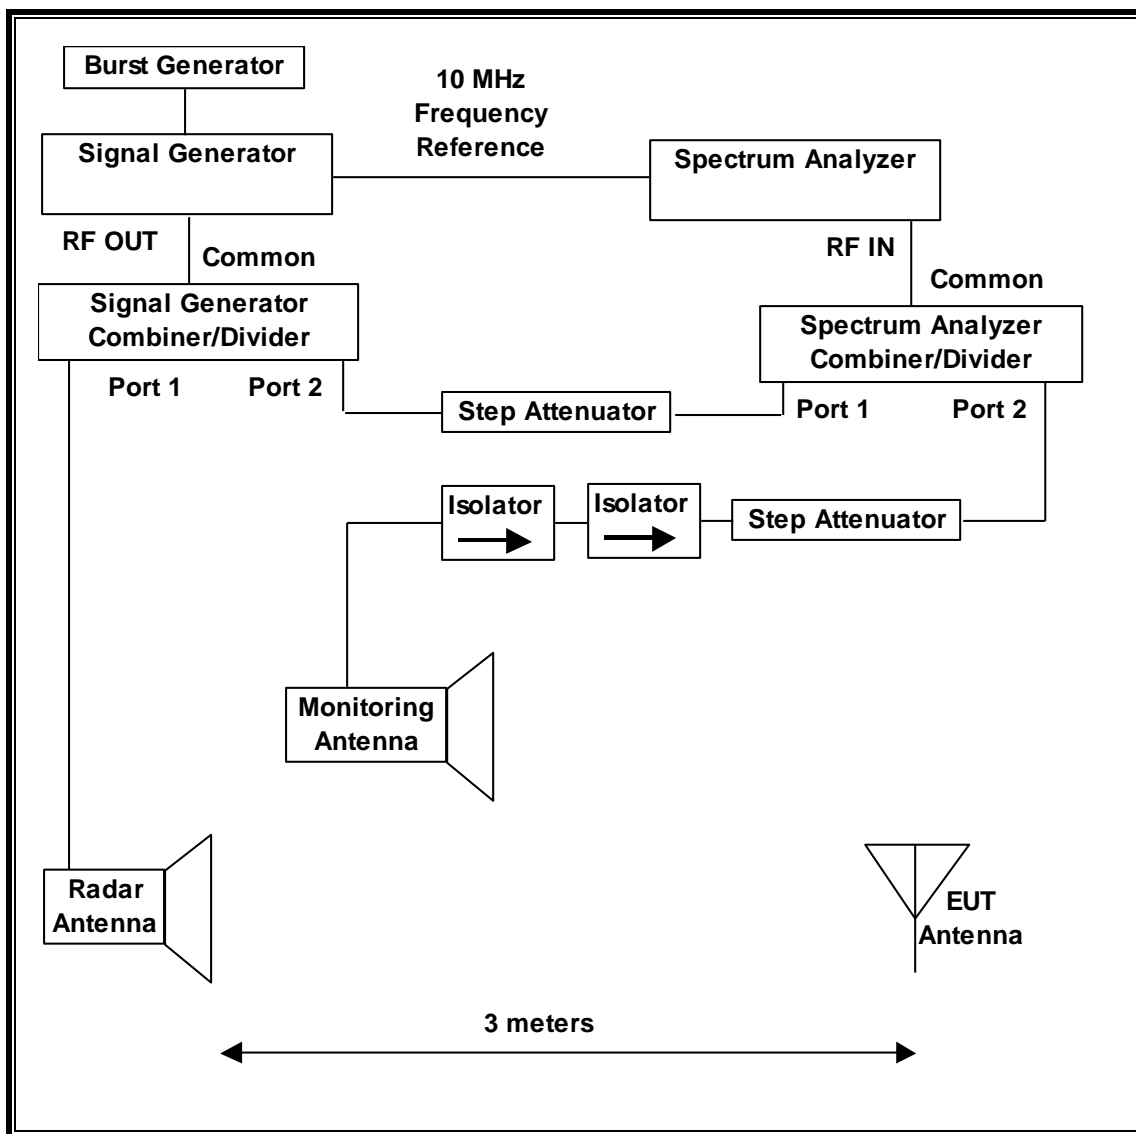 Burst Generator
10 MHz
Frequency
Reference
Signal Generator
Spectrum Analyzer
RF OUT
Common
RF IN
Common
Signal Generator
Combiner/Divider
Spectrum Analyzer
Combiner/Divider
Port 1
Port 2
Step Attenuator
Port 1
Port 2
Isolator
Isolator
Step Attenuator
Monitoring
Antenna
Radar
Antenna
EUT
Antenna
3 meters